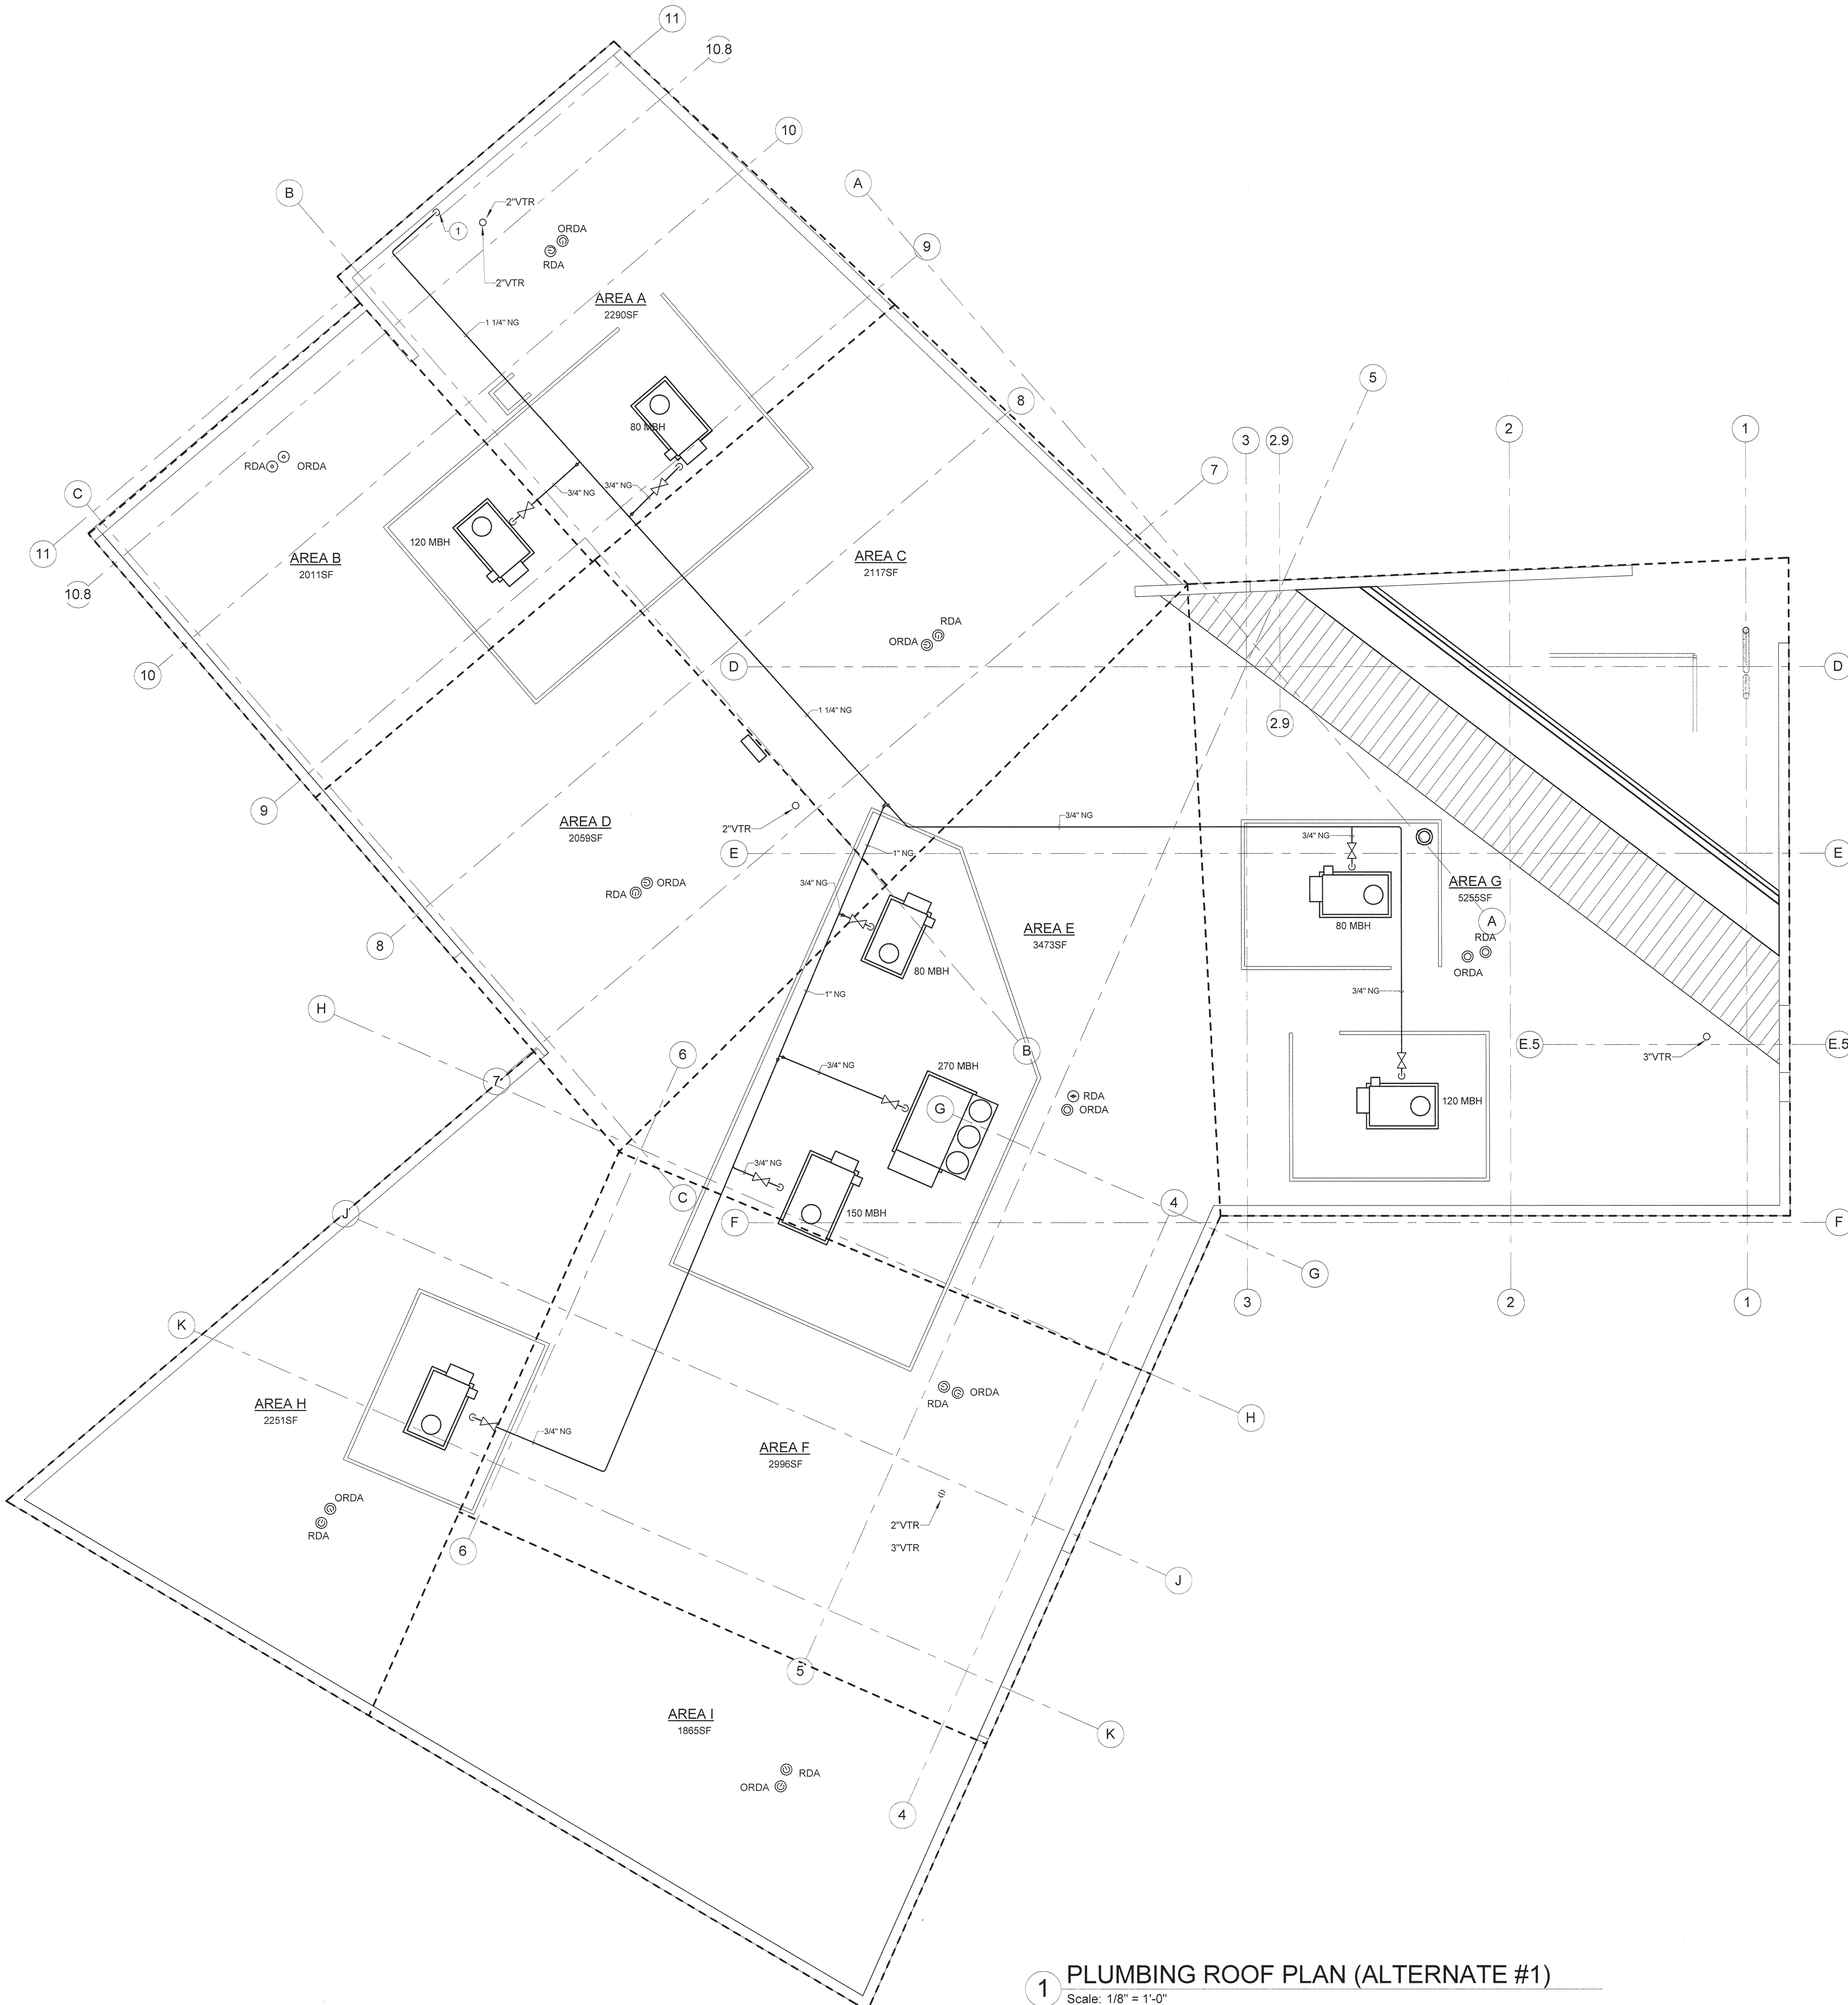 11
10.8
10
A
B
2"VTR
1
ORDA
RDA
2"VTR
9
AREA A
2290SF
1 1/4" NG
5
8
80 MBH
2
1
3
2.9
7
RDA
ORDA
C
3/4" NG
3/4" NG
120 MBH
11
AREA B
2011SF
AREA C
2117SF
10.8
RDA
ORDA
D
D
10
1 1/4" NG
2.9
9
AREA D
2059SF
2"VTR
3/4" NG
3/4" NG
E
E
1" NG
RDA
ORDA
3/4" NG
AREA G
5255SF
80 MBH
A
RDA
ORDA
AREA E
3473SF
8
80 MBH
1" NG
3/4" NG
H
6
B
E.5
E.5
3"VTR
3/4" NG
270 MBH
7
RDA
ORDA
G
120 MBH
3/4" NG
C
4
J
150 MBH
F
F
G
3
2
1
K
RDA
ORDA
AREA H
2251SF
H
3/4" NG
AREA F
2996SF
ORDA
RDA
2"VTR
3"VTR
6
J
5
AREA I
1865SF
K
RDA
ORDA
4
1
PLUMBING ROOF PLAN (ALTERNATE #1)
Scale: 1/8" = 1'-0"